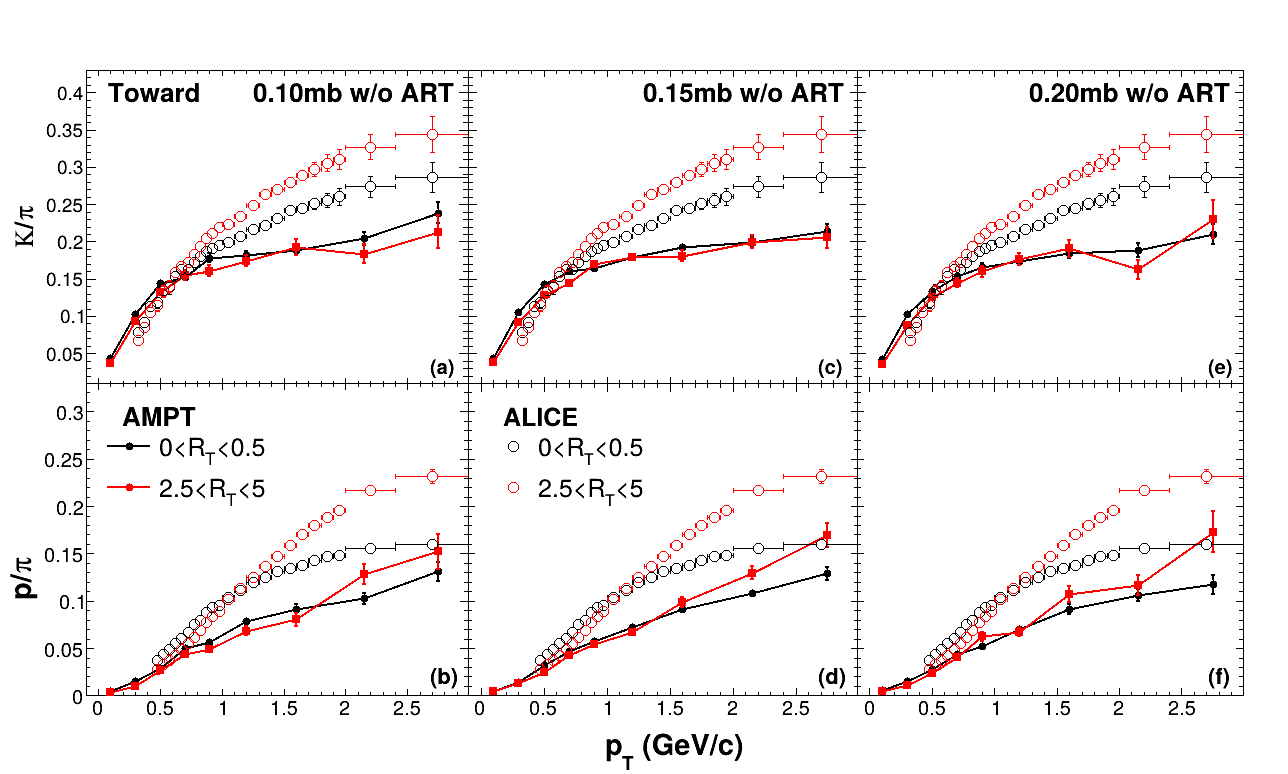 Toward 0.10mb w/o ART 0.15mb w/o ART 0.20mb w/o ART
0.4
0.35
0.3
0.25
0.2
0.15
0.1
0.05
K/π
(a) (c) (e)
AMPT ALICE
0<R_T<0.5 0<R_T<0.5
2.5<R_T<5 2.5<R_T<5
0.3
0.25
0.2
0.15
0.1
0.05
0
p/π
(b) (d) (f)
0 0.5 1 1.5 2 2.5 0 0.5 1 1.5 2 2.5 0 0.5 1 1.5 2 2.5
p_T (GeV/c)